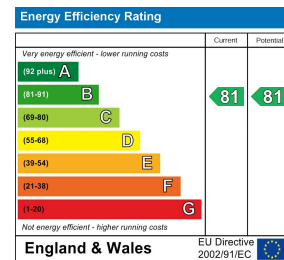 Energy Efficiency Rating
Current Potential
Very energy efficient - lower running costs
(92 plus) A
(81-91) B
81 81
(69-80) C
(55-68) D
(39-54) E
(21-38) F
(1-20) G
Not energy efficient - higher running costs
England & Wales
EU Directive
2002/91/EC